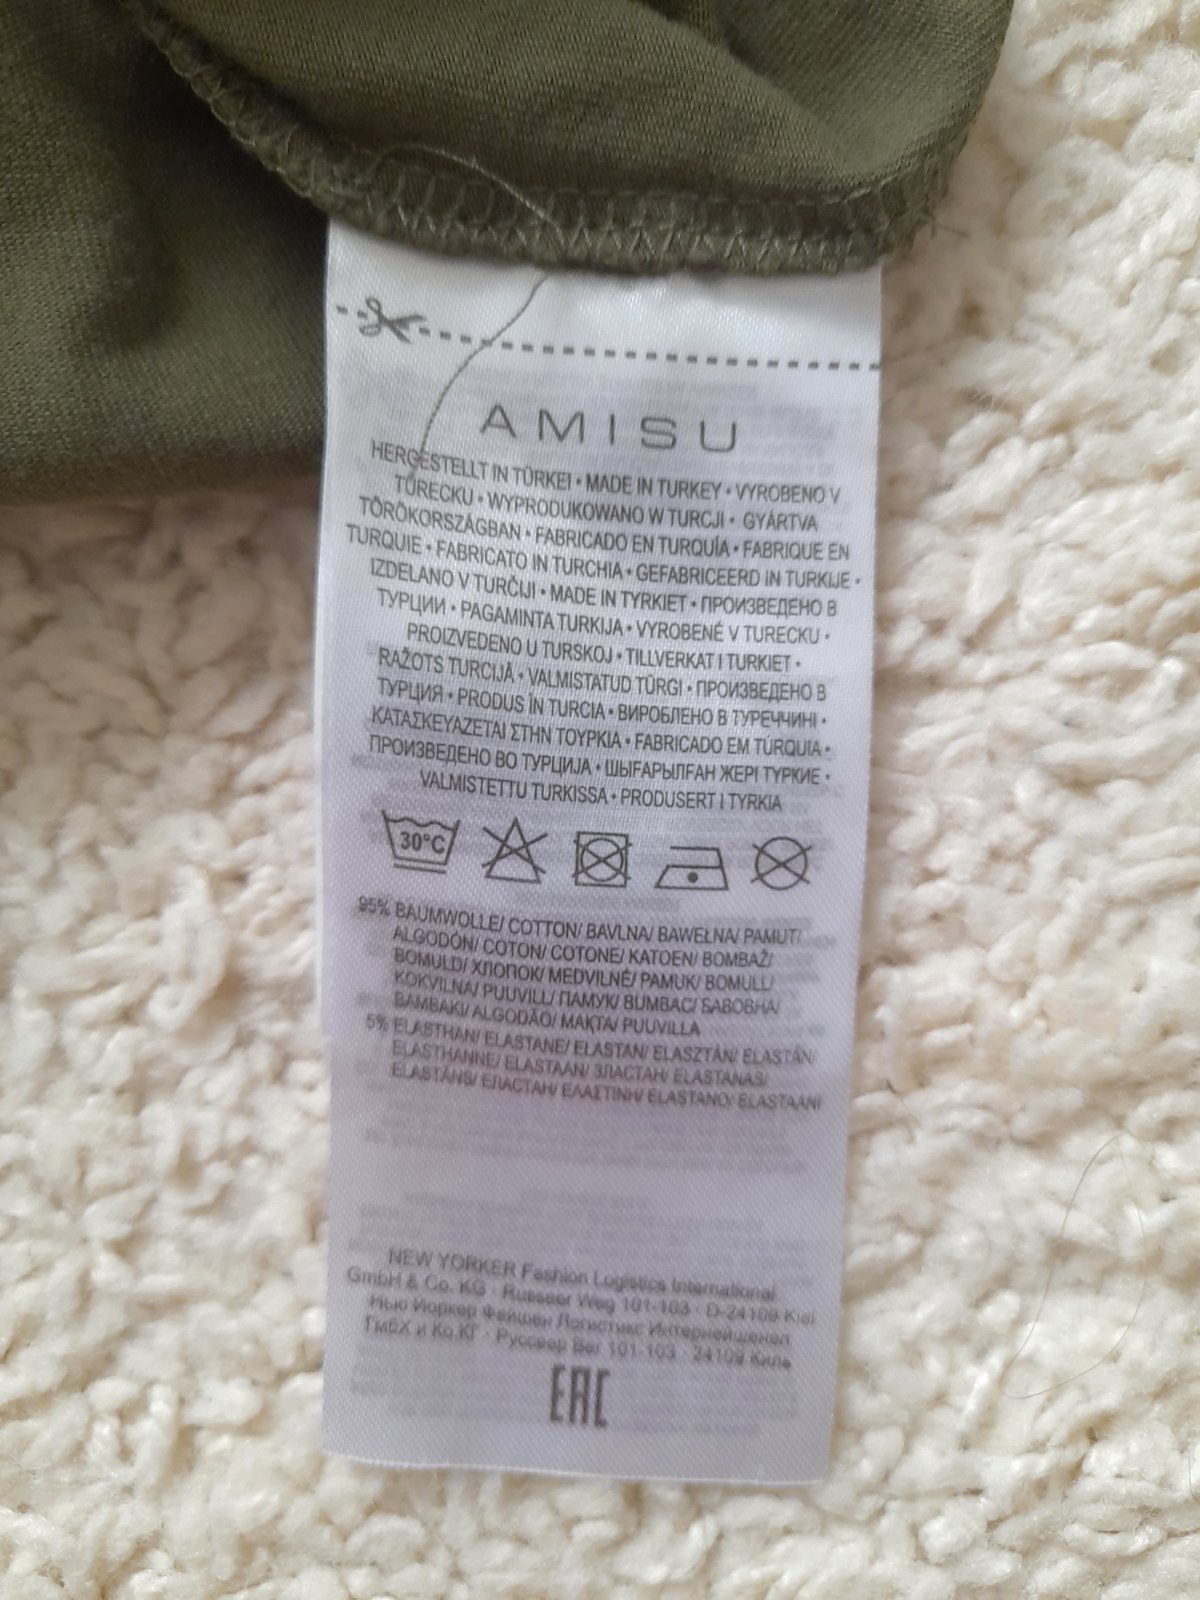 AMISU
HERGESTELLT IN TÜRKEI • MADE IN TURKEY • VYROBENO V
TURECKU • WYPRODUKOWANO W TURCJI • GYÁRTVA
TÖRÖKORSZÁGBAN • FABRICADO EN TURQUÍA • FABRIQUE EN
TURQUIE • FABRICATO IN TURCHIA • GEFABRICEERD IN TURKIJE •
IZDELANO V TURČIJI • MADE IN TYRKIET • ПРОИЗВЕДЕНО В
ТУРЦИИ • PAGAMINTA TURKIJA • VYROBENÉ V TURECKU •
PROIZVEDENO U TURSKOJ • TILLVERKAT I TURKIET •
RAŽOTS TURCIJĀ • VALMISTATUD TÜRGI • ПРОИЗВЕДЕНО В
ТУРЦИЯ • PRODUS ÎN TURCIA • ВИРОБЛЕНО В ТУРЕЧЧИНІ •
ΚΑΤΑΣΚΕΥΑΖΕΤΑΙ ΣΤΗΝ ΤΟΥΡΚΙΑ • FABRICADO EM TÚRQUIA •
ПРОИЗВЕДЕНО ВО ТУРЦИЈА • ШЫҒАРЫЛҒАН ЖЕРІ ТҮРКИЕ •
VALMISTETTU TURKISSA • PRODUSERT I TYRKIA
30°C
95% BAUMWOLLE/ COTTON/ BAVLNA/ BAWEŁNA/ PAMUT/
ALGODÓN/ COTON/ COTONE/ KATOEN/ BOMBAŽ/
BOMULD/ ХЛОПОК/ MEDVILNĖ/ PAMUK/ BOMULL/
KOKVILNA/ PUUVILL/ ПАМУК/ BUMBAC/ БАВОВНА/
BAMBAKI/ ALGODÃO/ МАҚТА/ PUUVILLA
5% ELASTHAN/ ELASTANE/ ELASTAN/ ELASZTÁN/ ELASTÁN/
ELASTHANNE/ ELASTAAN/ ЭЛАСТАН/ ELASTANAS/
ELASTĀNS/ ЕЛАСТАН/ ΕΛΑΣΤΙΝΗ/ ELASTANO/ ELASTAANI
NEW YORKER Fashion Logistics International
GmbH & Co. KG · Russeer Weg 101-103 · D-24109 Kiel
Нью Йоркер Фейшен Логистикс Интернейшенел
ГмбХ и Ко.КГ · Руссеер Вег 101-103 · 24109 Киль
EAC